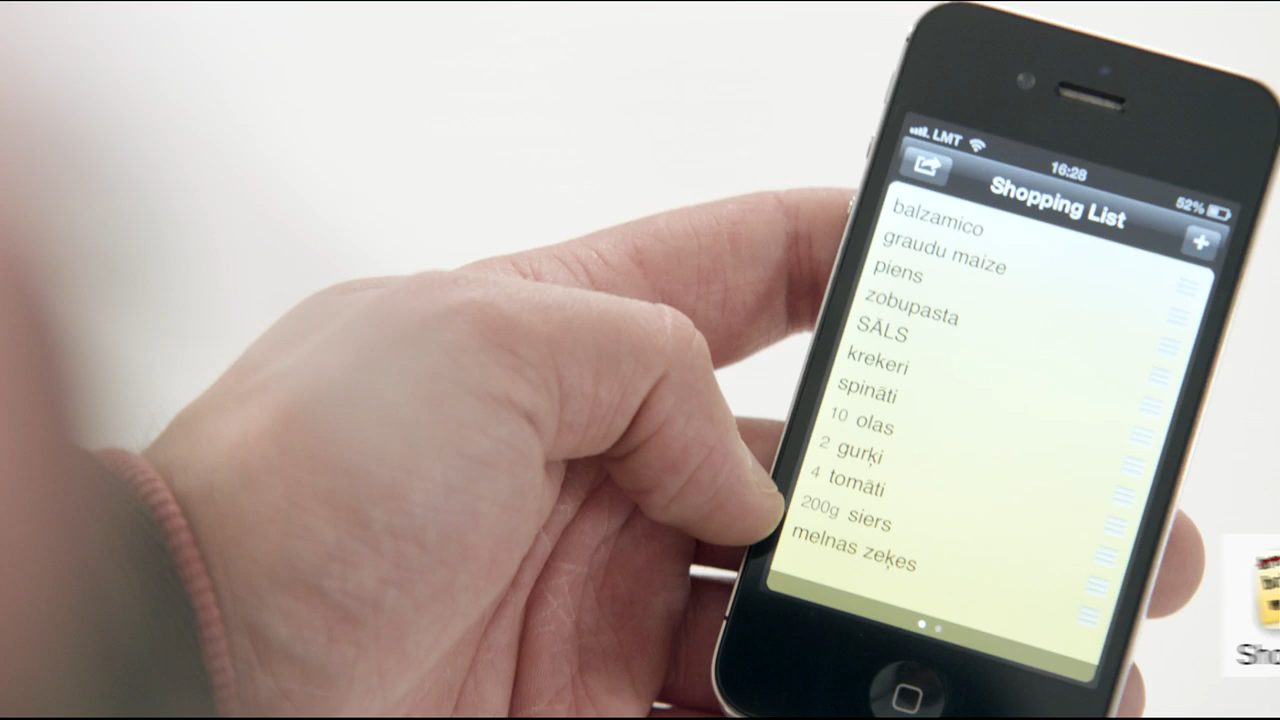 LMT
16:28
52%
Shopping List
balzamico
graudu maize
piens
zobupasta
SĀLS
krekeri
spināti
10 olas
2 gurķi
4 tomāti
200g siers
melnas zeķes